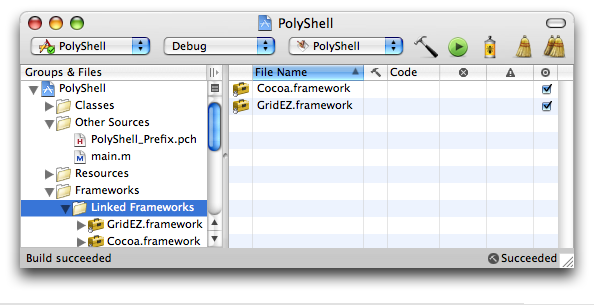 PolyShell
PolyShell
Debug
PolyShell
Groups & Files
File Name
Code
PolyShell
Classes
Other Sources
PolyShell_Prefix.pch
main.m
Resources
Frameworks
Linked Frameworks
GridEZ.framework
Cocoa.framework
Cocoa.framework
GridEZ.framework
Build succeeded
Succeeded